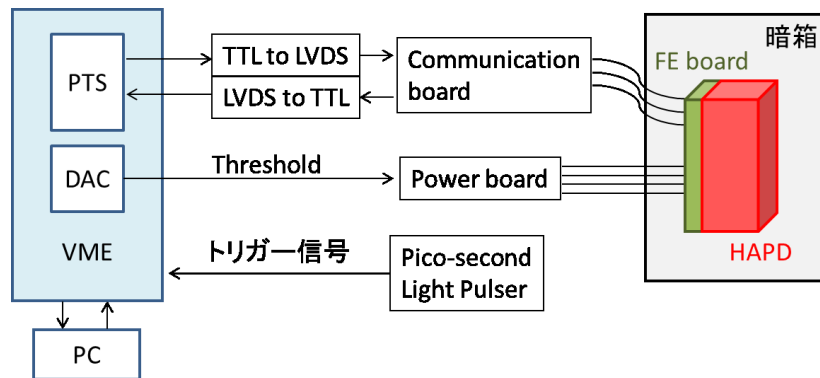 暗箱
TTL to LVDS
PTS
Communication
board
FE board
LVDS to TTL
DAC
Threshold
Power board
VME
トリガー信号
Pico-second
Light Pulser
HAPD
PC